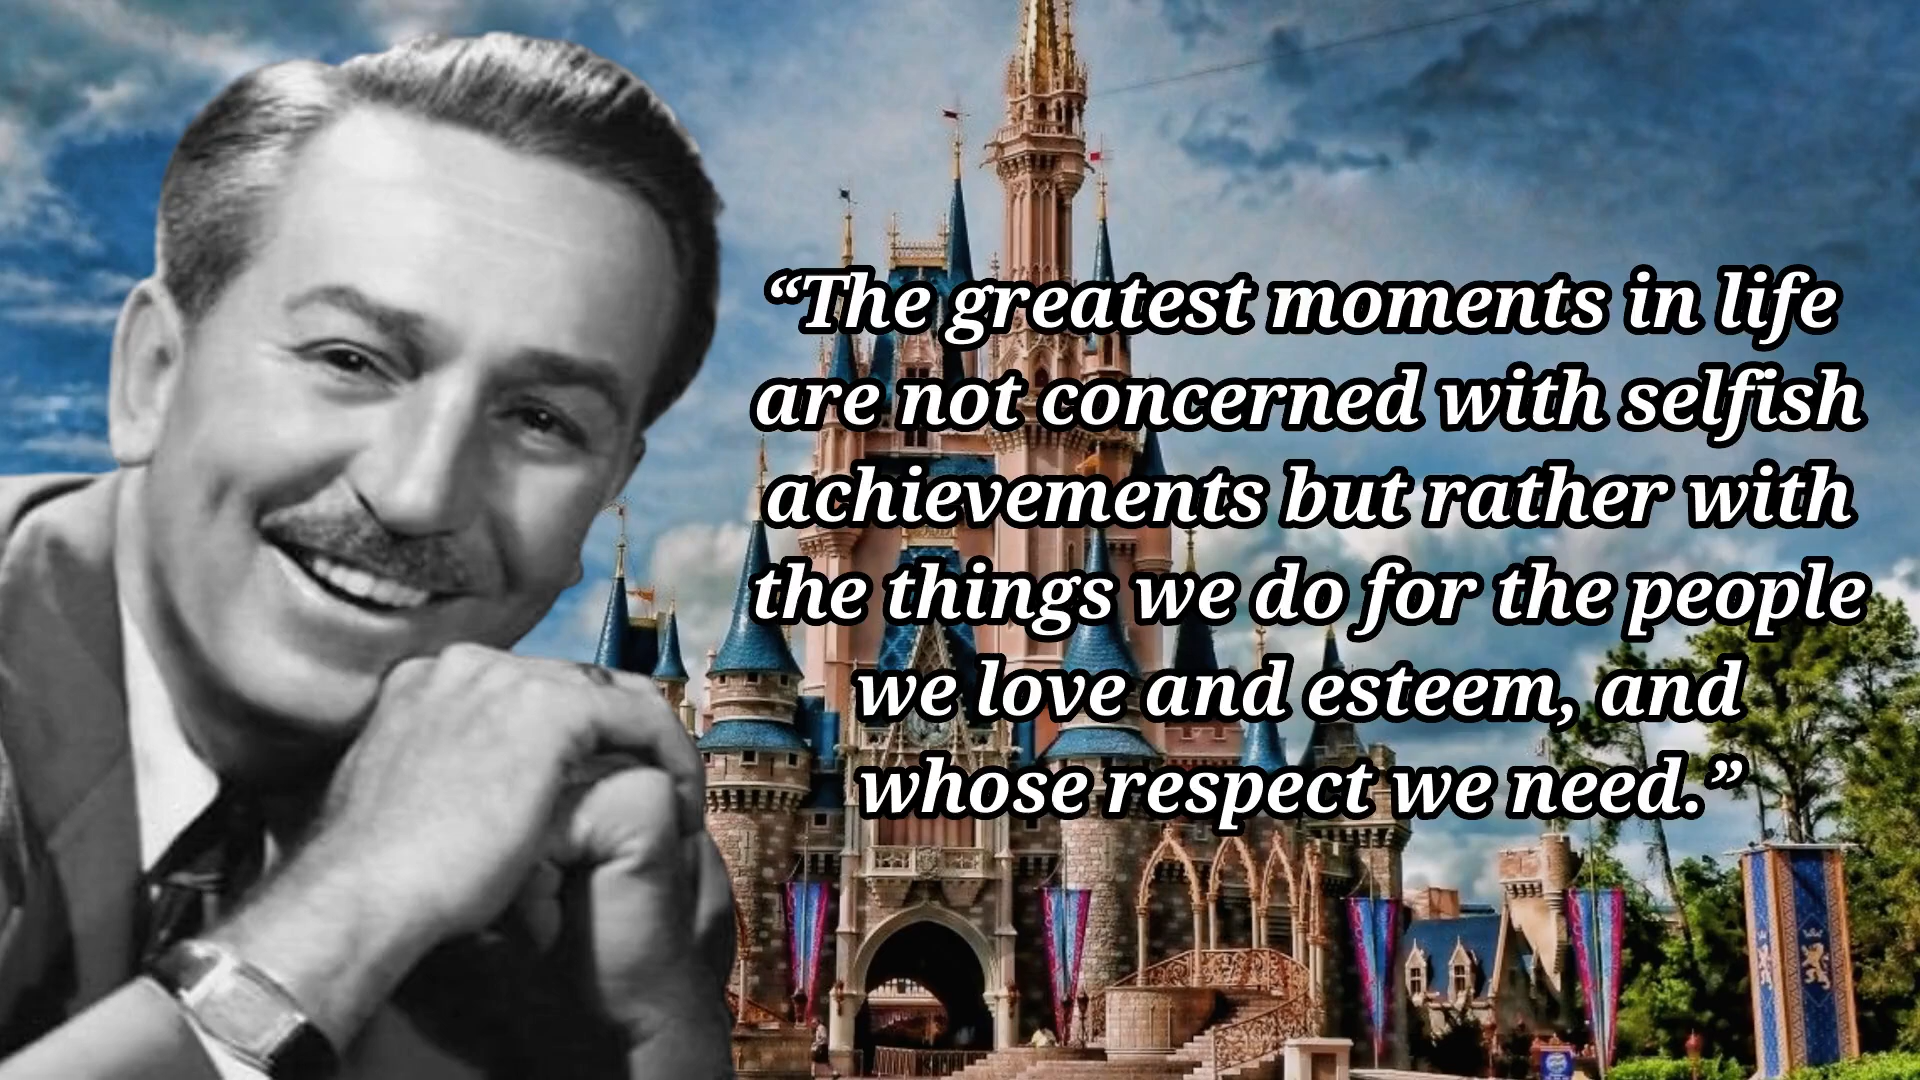 “The greatest moments in life
are not concerned with selfish
achievements but rather with
the things we do for the people
we love and esteem, and
whose respect we need.”